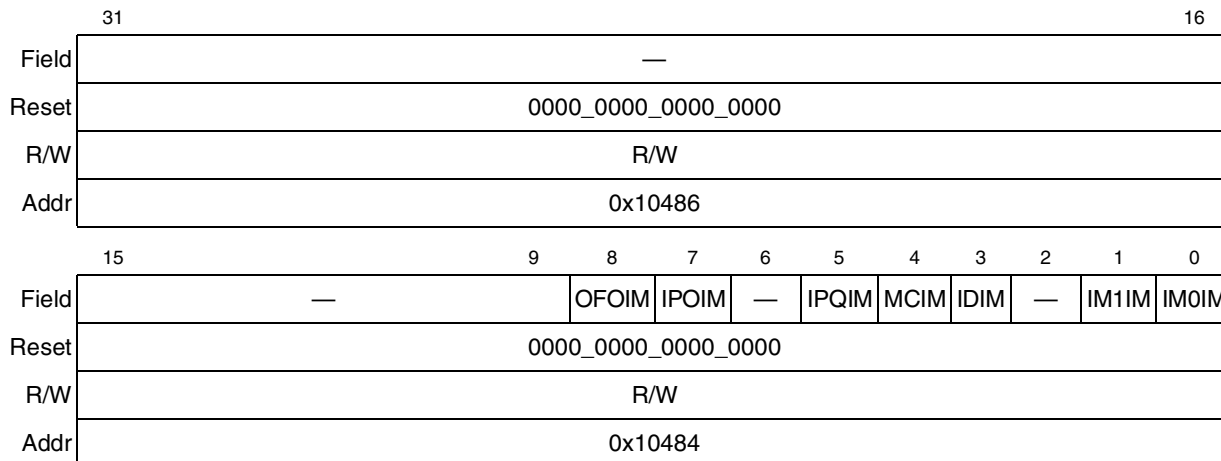 31 16
Field —
Reset 0000_0000_0000_0000
R/W R/W
Addr 0x10486
15 9 8 7 6 5 4 3 2 1 0
Field — OFOIM IPOIM — IPQIM MCIM IDIM — IM1IM IM0IM
Reset 0000_0000_0000_0000
R/W R/W
Addr 0x10484